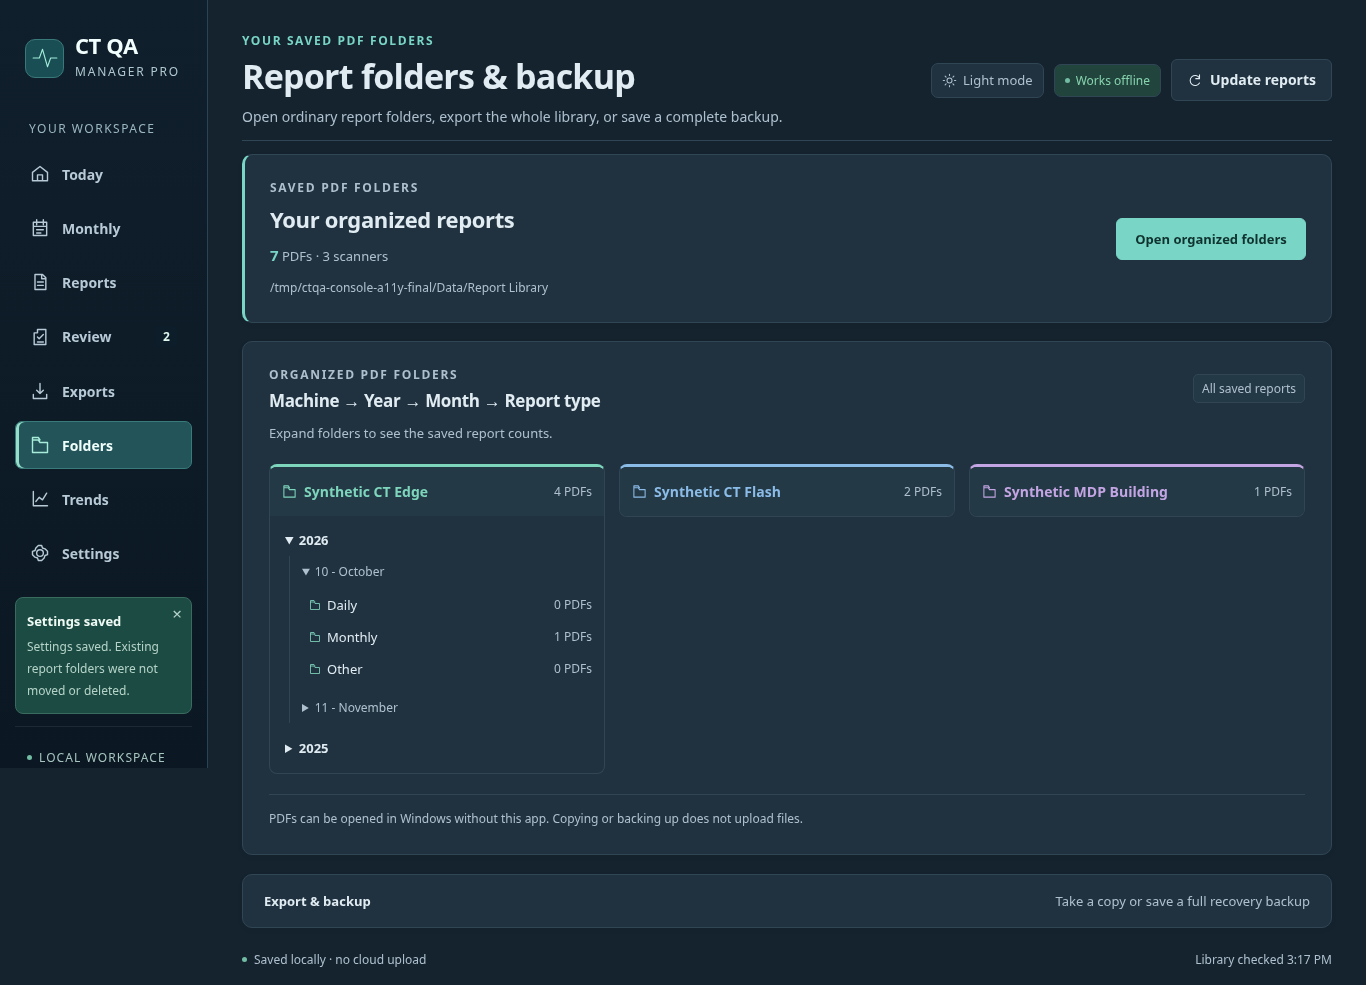 CT QA
MANAGER PRO
YOUR WORKSPACE
Today
Monthly
Reports
Review 2
Exports
Folders
Trends
Settings
Settings saved ×
Settings saved. Existing
report folders were not
moved or deleted.
LOCAL WORKSPACE
YOUR SAVED PDF FOLDERS
Report folders & backup
Open ordinary report folders, export the whole library, or save a complete backup.
Light mode
Works offline
Update reports
SAVED PDF FOLDERS
Your organized reports
7 PDFs · 3 scanners
/tmp/ctqa-console-a11y-final/Data/Report Library
Open organized folders
ORGANIZED PDF FOLDERS
Machine → Year → Month → Report type
Expand folders to see the saved report counts.
All saved reports
Synthetic CT Edge 4 PDFs
2026
10 - October
Daily 0 PDFs
Monthly 1 PDFs
Other 0 PDFs
11 - November
2025
Synthetic CT Flash 2 PDFs
Synthetic MDP Building 1 PDFs
PDFs can be opened in Windows without this app. Copying or backing up does not upload files.
Export & backup
Take a copy or save a full recovery backup
Saved locally · no cloud upload
Library checked 3:17 PM